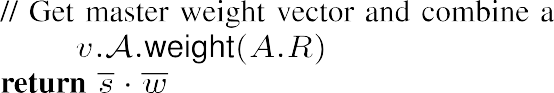 // Get master weight vector and combine a
v.𝒜.weight(A.R)
return s̅ · w̅